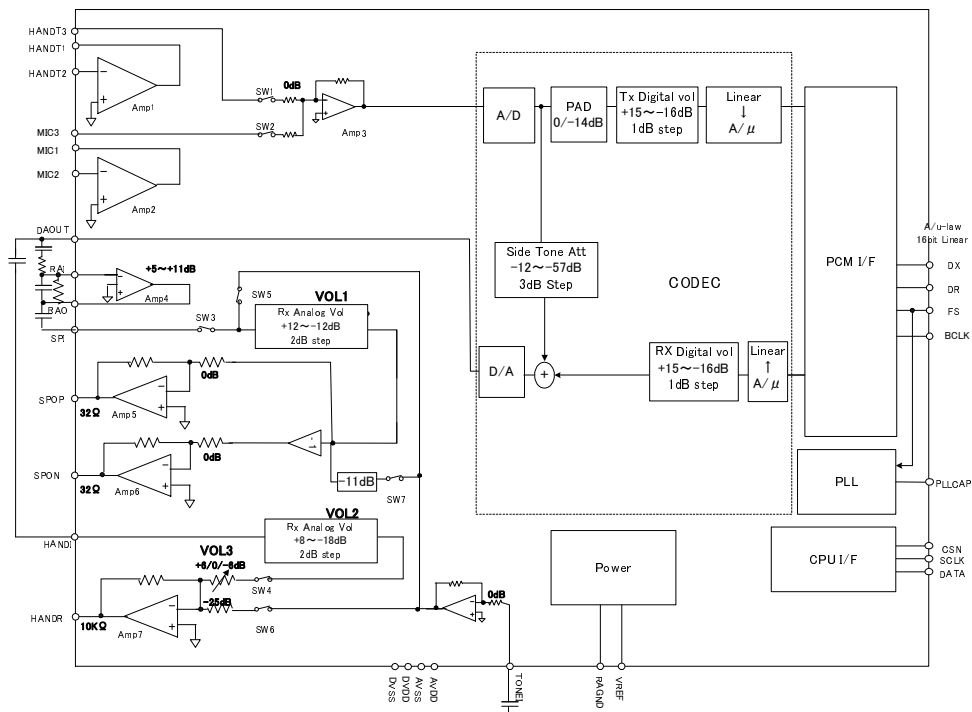 HANDT3
HANDT1
HANDT2
Amp1
SW1
0dB
SW2
Amp3
MIC3
MIC1
MIC2
Amp2
A/D
PAD
0/-14dB
Tx Digital vol
+15～-16dB
1dB step
Linear
↓
A/μ
DAOUT
RAI
+5～+11dB
Amp4
RAO
SPI
SW3
SW5
VOL1
Rx Analog Vol
+12～-12dB
2dB step
Side Tone Att
-12～-57dB
3dB Step
CODEC
PCM I/F
A/u-law
16bit Linear
DX
DR
FS
BCLK
D/A
+
RX Digital vol
+15～-16dB
1dB step
Linear
↑
A/μ
SPOP
32Ω
Amp5
0dB
SPON
32Ω
Amp6
0dB
-1
-11dB
SW7
PLL
PLLCAP
HANDI
VOL2
Rx Analog Vol
+8～-18dB
2dB step
VOL3
+6/0/-6dB
SW4
-25dB
SW6
HANDR
10KΩ
Amp7
0dB
Power
CPU I/F
CSN
SCLK
DATA
DVSS
DVDD
AVSS
AVDD
TONEI
RAGND
VREF